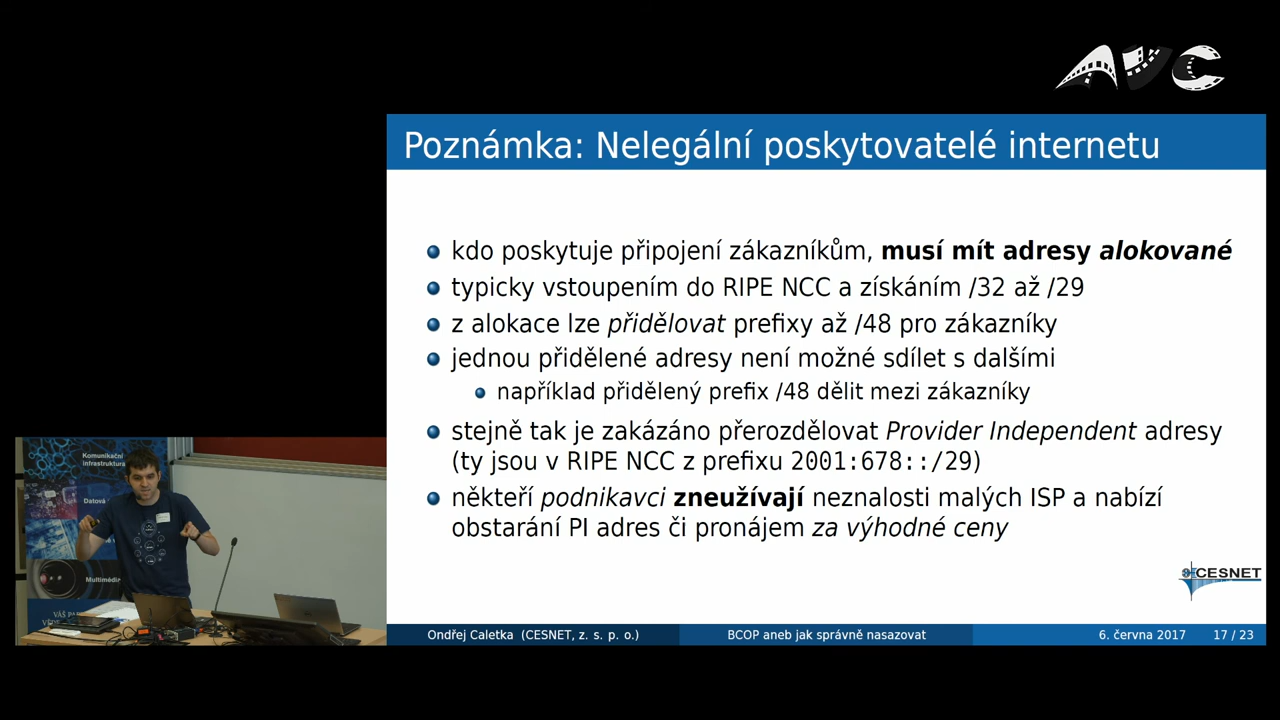 AVC
Poznámka: Nelegální poskytovatelé internetu
kdo poskytuje připojení zákazníkům, musí mít adresy alokované
typicky vstoupením do RIPE NCC a získáním /32 až /29
z alokace lze přidělovat prefixy až /48 pro zákazníky
jednou přidělené adresy není možné sdílet s dalšími
například přidělený prefix /48 dělit mezi zákazníky
stejně tak je zakázáno přerozdělovat Provider Independent adresy
(ty jsou v RIPE NCC z prefixu 2001:678::/29)
někteří podnikavci zneužívají neznalosti malých ISP a nabízí
obstarání PI adres či pronájem za výhodné ceny
CESNET
Komunikační
infrastruktura
Datová
Multimédia
VÁŠ
Ondřej Caletka (CESNET, z. s. p. o.)
BCOP aneb jak správně nasazovat
6. června 2017
17 / 23